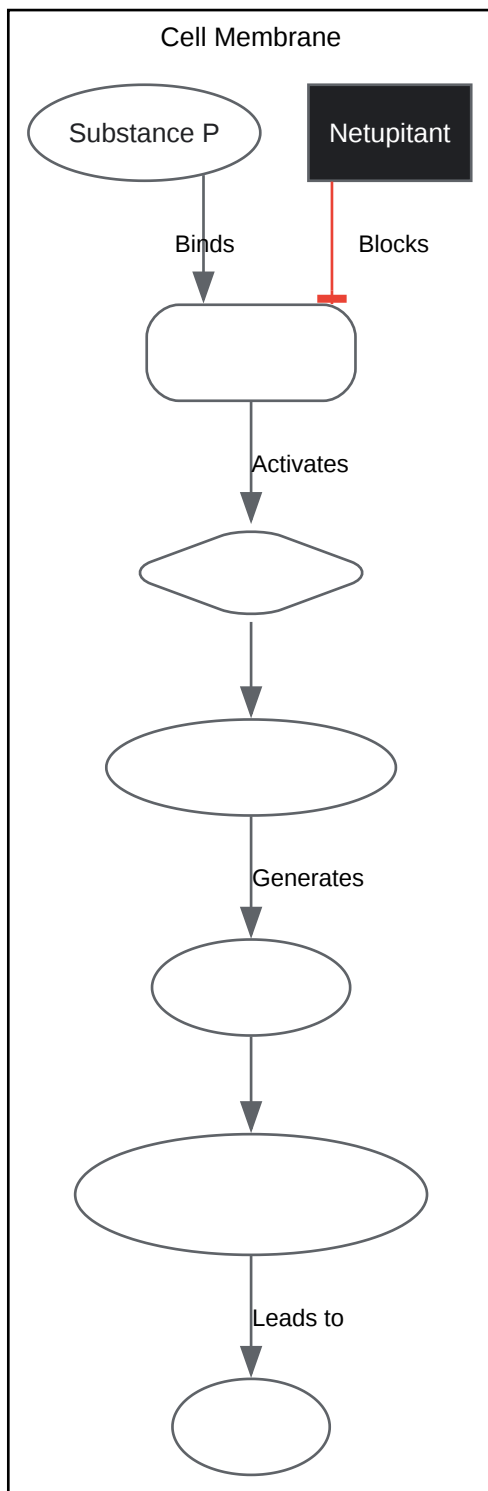 Cell Membrane
Substance P
Netupitant
Binds
Blocks
Activates
Generates
Leads to